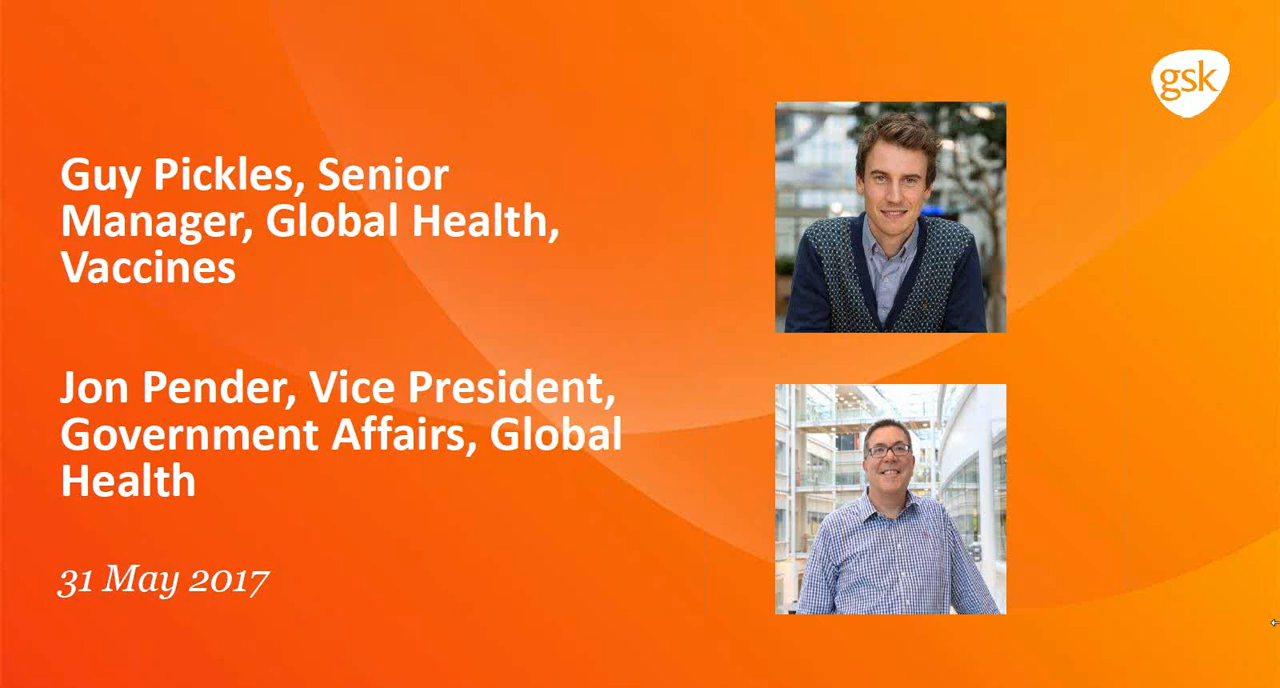 gsk
Guy Pickles, Senior
Manager, Global Health,
Vaccines
Jon Pender, Vice President,
Government Affairs, Global
Health
31 May 2017